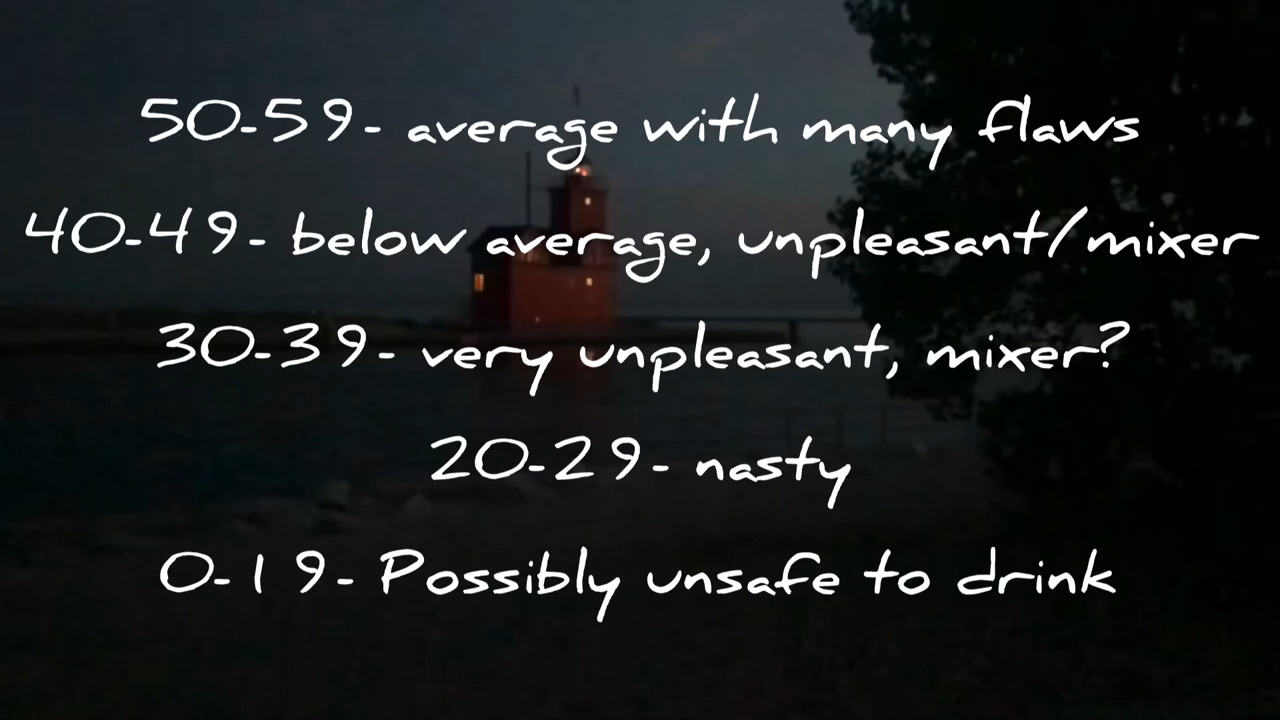 50-59- average with many flaws
40-49- below average, unpleasant/mixer
30-39- very unpleasant, mixer?
20-29- nasty
0-19- Possibly unsafe to drink